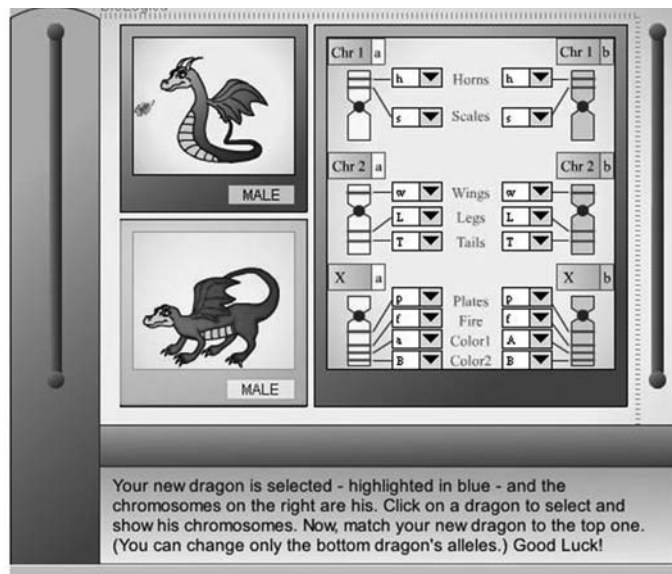 MALE
MALE
Chr 1 a
Chr 1 b
h Horns h
s Scales s
Chr 2 a
Chr 2 b
w Wings w
L Legs L
T Tails T
X a
X b
p Plates p
f Fire f
a Color1 A
B Color2 B
Your new dragon is selected - highlighted in blue - and the
chromosomes on the right are his. Click on a dragon to select and
show his chromosomes. Now, match your new dragon to the top one.
(You can change only the bottom dragon's alleles.) Good Luck!